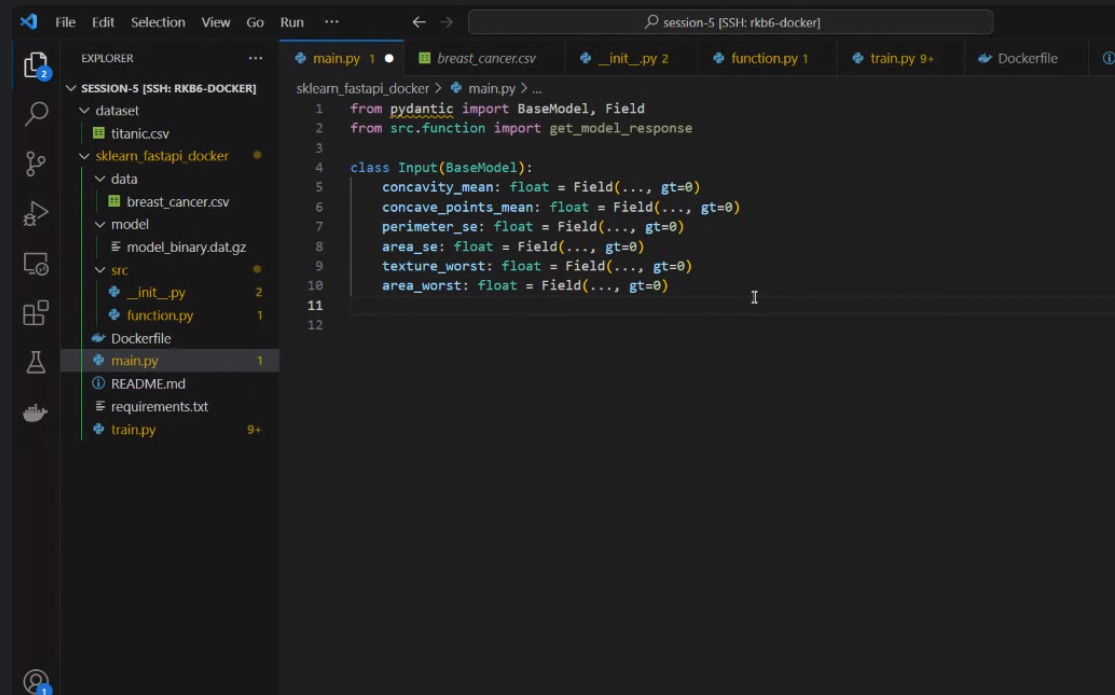 File Edit Selection View Go Run ··· ← → session-5 [SSH: rkb6-docker]
EXPLORER ···
main.py 1 ● breast_cancer.csv __init__.py 2 function.py 1 train.py 9+ Dockerfile
2
SESSION-5 [SSH: RKB6-DOCKER]
dataset
titanic.csv
sklearn_fastapi_docker
data
breast_cancer.csv
model
model_binary.dat.gz
src
__init__.py 2
function.py 1
Dockerfile
main.py 1
README.md
requirements.txt
train.py 9+
1
sklearn_fastapi_docker > main.py > ...
1 from pydantic import BaseModel, Field
2 from src.function import get_model_response
3
4 class Input(BaseModel):
5 concavity_mean: float = Field(..., gt=0)
6 concave_points_mean: float = Field(..., gt=0)
7 perimeter_se: float = Field(..., gt=0)
8 area_se: float = Field(..., gt=0)
9 texture_worst: float = Field(..., gt=0)
10 area_worst: float = Field(..., gt=0)
11
12